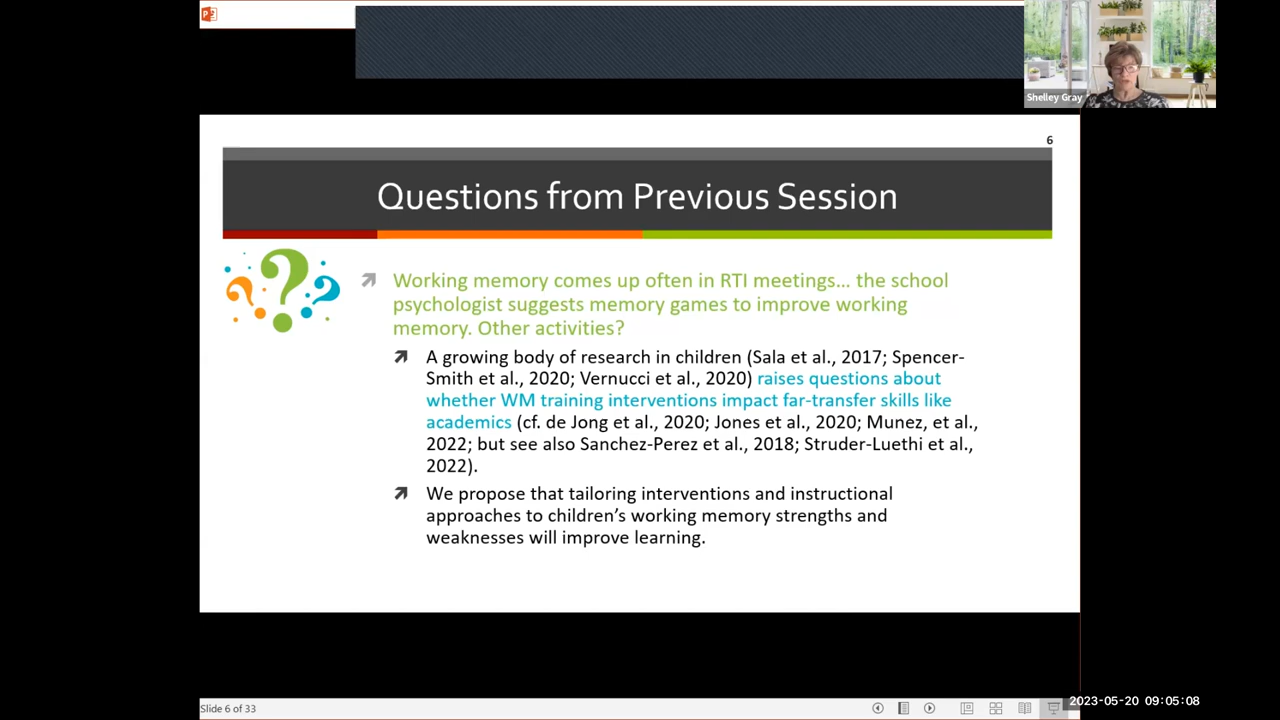 Shelley Gray
6
Questions from Previous Session
Working memory comes up often in RTI meetings... the school
psychologist suggests memory games to improve working
memory. Other activities?
A growing body of research in children (Sala et al., 2017; Spencer-
Smith et al., 2020; Vernucci et al., 2020) raises questions about
whether WM training interventions impact far-transfer skills like
academics (cf. de Jong et al., 2020; Jones et al., 2020; Munez, et al.,
2022; but see also Sanchez-Perez et al., 2018; Struder-Luethi et al.,
2022).
We propose that tailoring interventions and instructional
approaches to children's working memory strengths and
weaknesses will improve learning.
Slide 6 of 33
2023-05-20 09:05:08